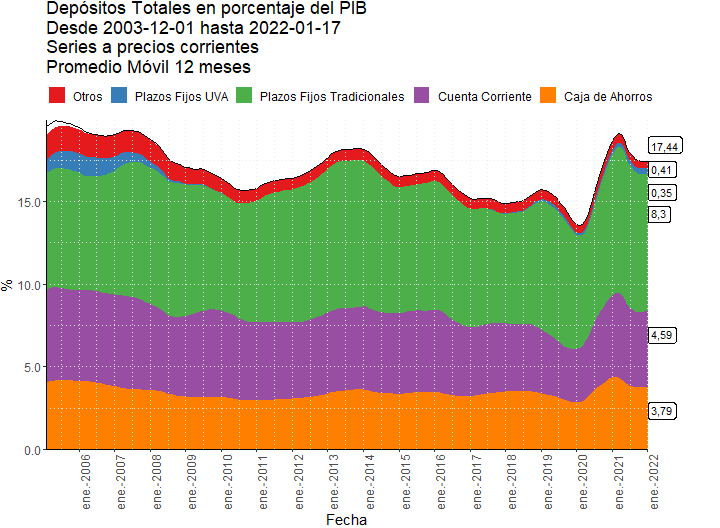 Depósitos Totales en porcentaje del PIB
Desde 2003-12-01 hasta 2022-01-17
Series a precios corrientes
Promedio Móvil 12 meses
Otros Plazos Fijos UVA Plazos Fijos Tradicionales Cuenta Corriente Caja de Ahorros
17,44
0,41
15.0
0,35
8,3
10.0
%
5.0
4,59
3,79
0.0
ene.-2006 ene.-2007 ene.-2008 ene.-2009 ene.-2010 ene.-2011 ene.-2012 ene.-2013 ene.-2014 ene.-2015 ene.-2016 ene.-2017 ene.-2018 ene.-2019 ene.-2020 ene.-2021 ene.-2022
Fecha